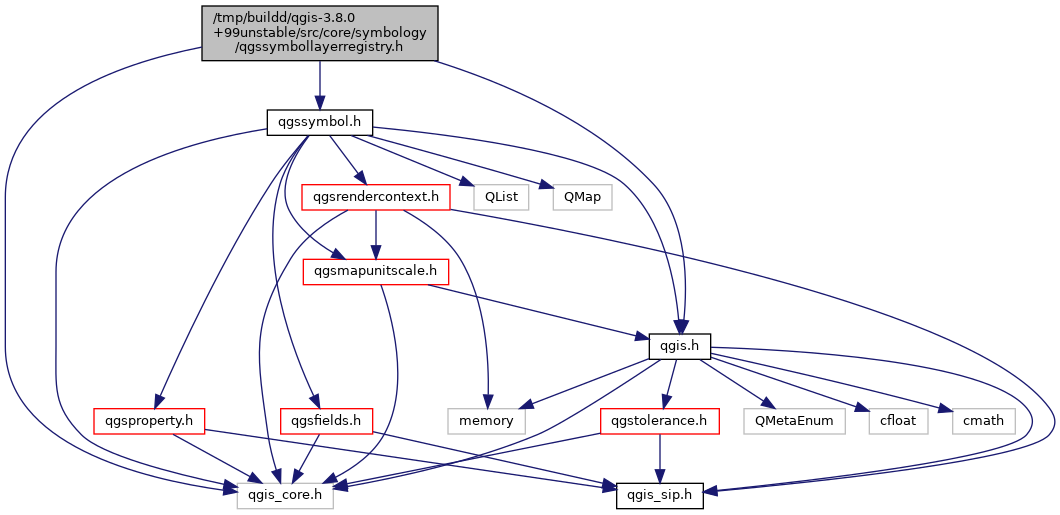 /tmp/buildd/qgis-3.8.0
+99unstable/src/core/symbology
/qgssymbollayerregistry.h
qgssymbol.h
qgsrendercontext.h
QList
QMap
qgsmapunitscale.h
qgis.h
qgsproperty.h
qgsfields.h
memory
qgstolerance.h
QMetaEnum
cfloat
cmath
qgis_core.h
qgis_sip.h